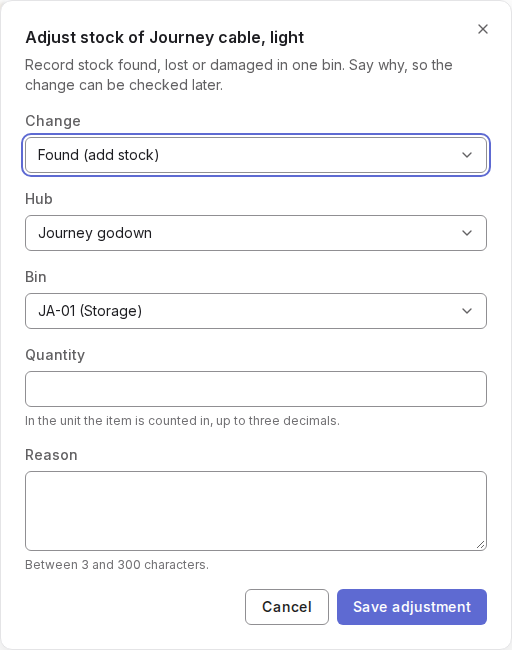 Adjust stock of Journey cable, light
Record stock found, lost or damaged in one bin. Say why, so the
change can be checked later.
Change
Found (add stock)
Hub
Journey godown
Bin
JA-01 (Storage)
Quantity
In the unit the item is counted in, up to three decimals.
Reason
Between 3 and 300 characters.
Cancel
Save adjustment